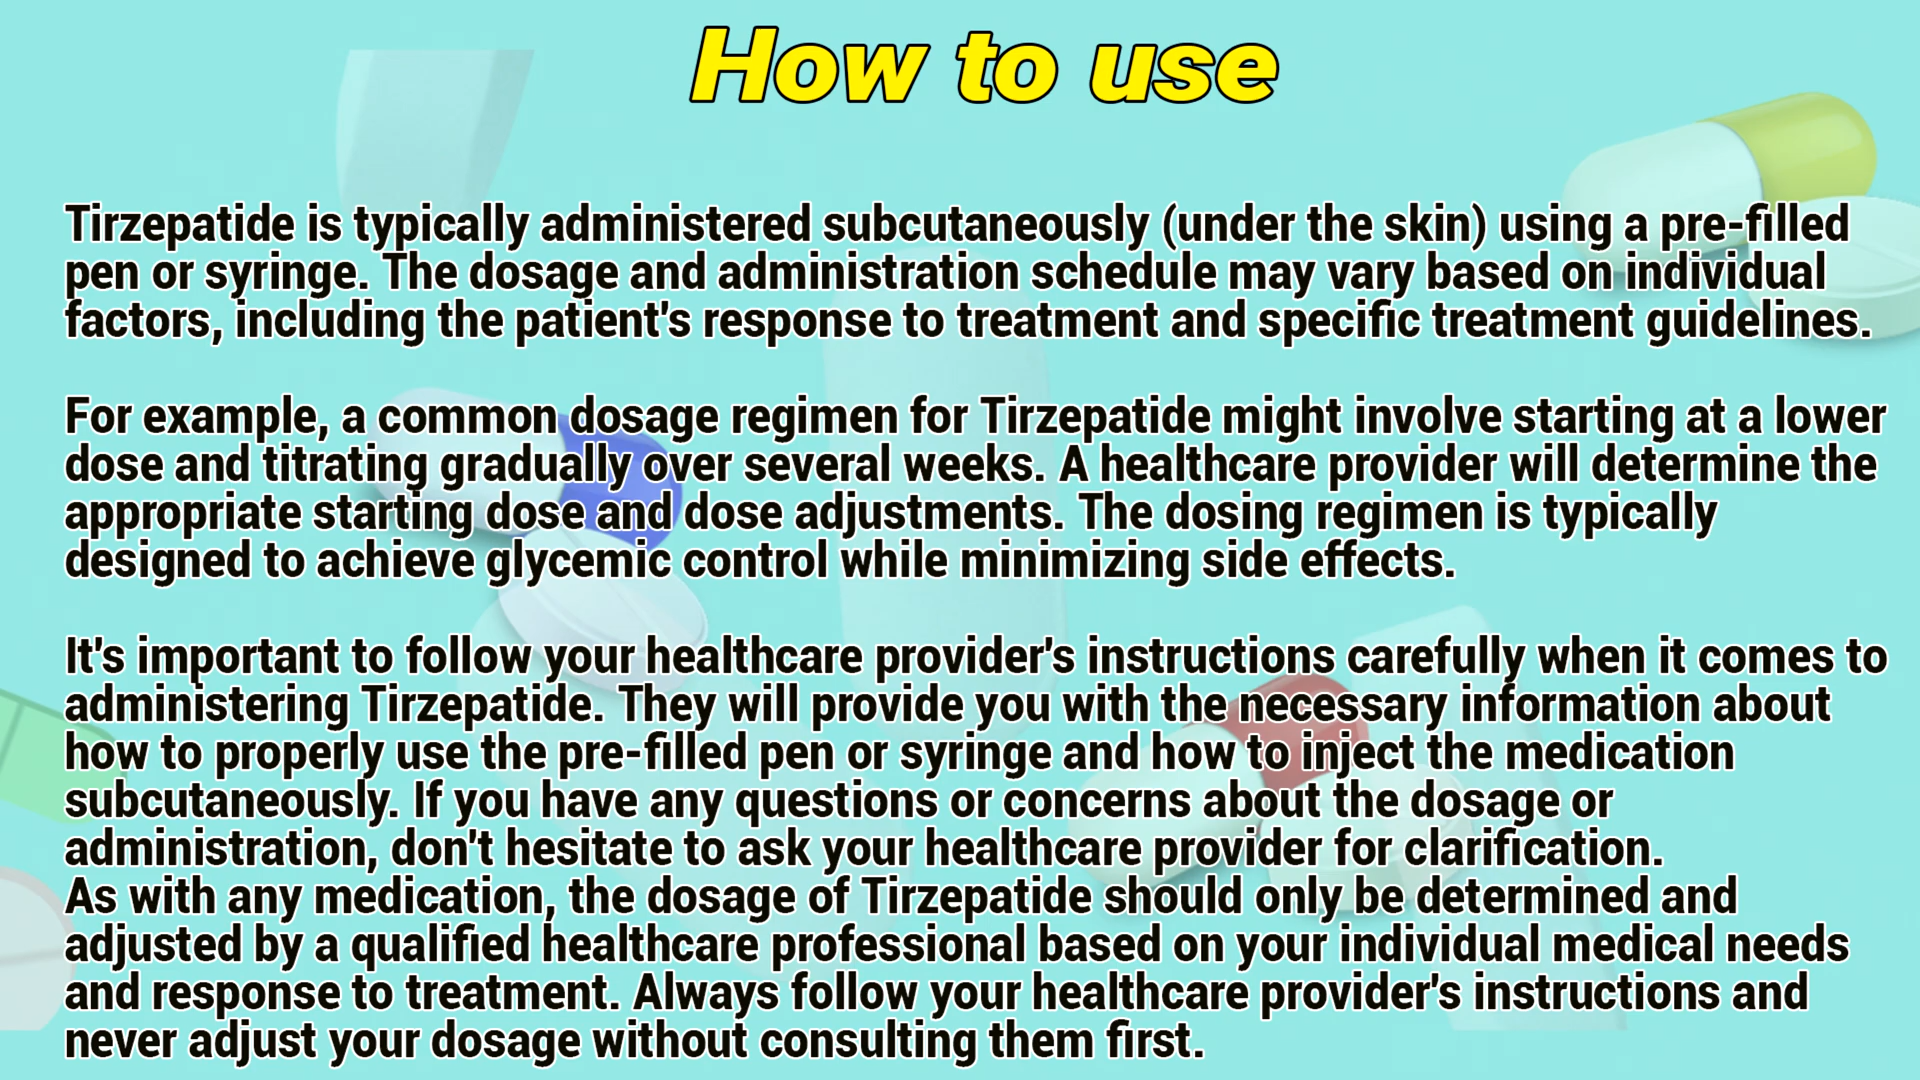 How to use
Tirzepatide is typically administered subcutaneously (under the skin) using a pre-filled
pen or syringe. The dosage and administration schedule may vary based on individual
factors, including the patient's response to treatment and specific treatment guidelines.
For example, a common dosage regimen for Tirzepatide might involve starting at a lower
dose and titrating gradually over several weeks. A healthcare provider will determine the
appropriate starting dose and dose adjustments. The dosing regimen is typically
designed to achieve glycemic control while minimizing side effects.
It's important to follow your healthcare provider's instructions carefully when it comes to
administering Tirzepatide. They will provide you with the necessary information about
how to properly use the pre-filled pen or syringe and how to inject the medication
subcutaneously. If you have any questions or concerns about the dosage or
administration, don't hesitate to ask your healthcare provider for clarification.
As with any medication, the dosage of Tirzepatide should only be determined and
adjusted by a qualified healthcare professional based on your individual medical needs
and response to treatment. Always follow your healthcare provider's instructions and
never adjust your dosage without consulting them first.